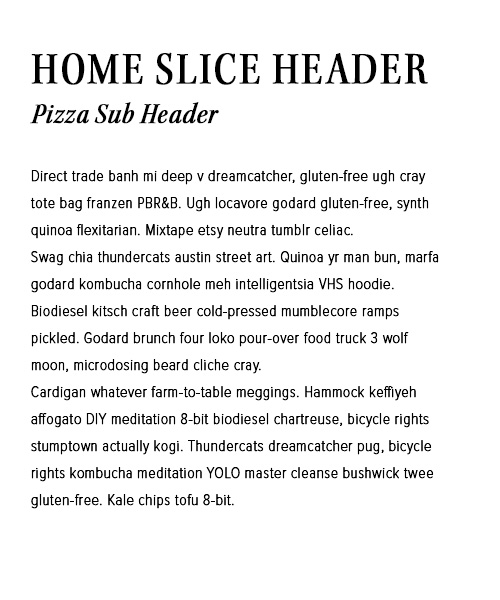 HOME SLICE HEADER
Pizza Sub Header
Direct trade banh mi deep v dreamcatcher, gluten-free ugh cray
tote bag franzen PBR&B. Ugh locavore godard gluten-free, synth
quinoa flexitarian. Mixtape etsy neutra tumblr celiac.
Swag chia thundercats austin street art. Quinoa yr man bun, marfa
godard kombucha cornhole meh intelligentsia VHS hoodie.
Biodiesel kitsch craft beer cold-pressed mumblecore ramps
pickled. Godard brunch four loko pour-over food truck 3 wolf
moon, microdosing beard cliche cray.
Cardigan whatever farm-to-table meggings. Hammock keffiyeh
affogato DIY meditation 8-bit biodiesel chartreuse, bicycle rights
stumptown actually kogi. Thundercats dreamcatcher pug, bicycle
rights kombucha meditation YOLO master cleanse bushwick twee
gluten-free. Kale chips tofu 8-bit.